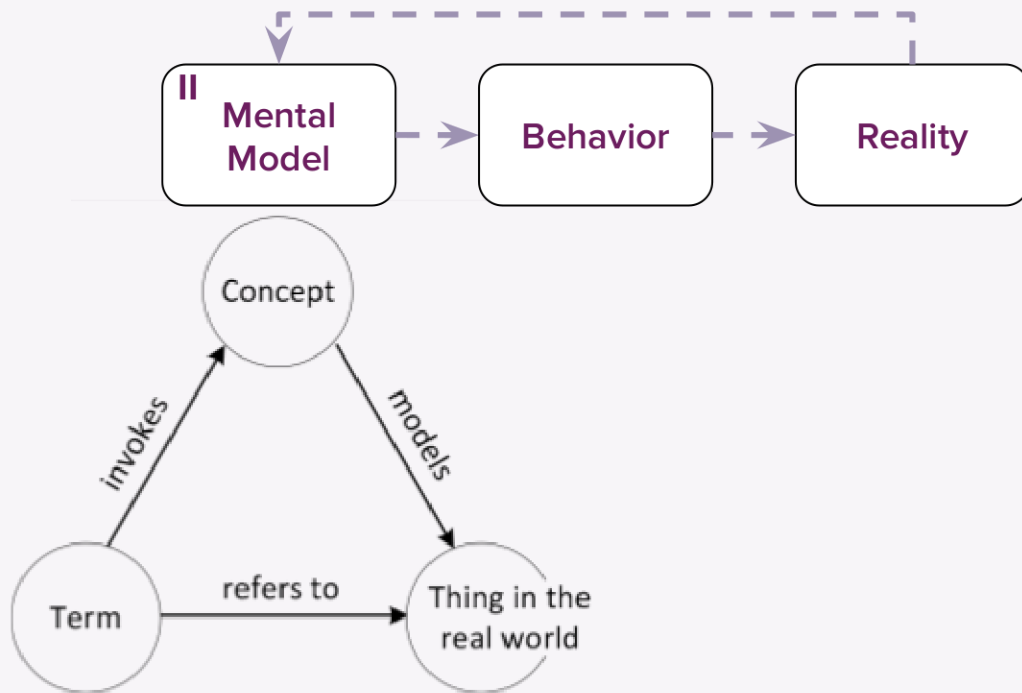 II
Mental
Model
Behavior
Reality
Concept
invokes
models
Term
refers to
Thing in the
real world